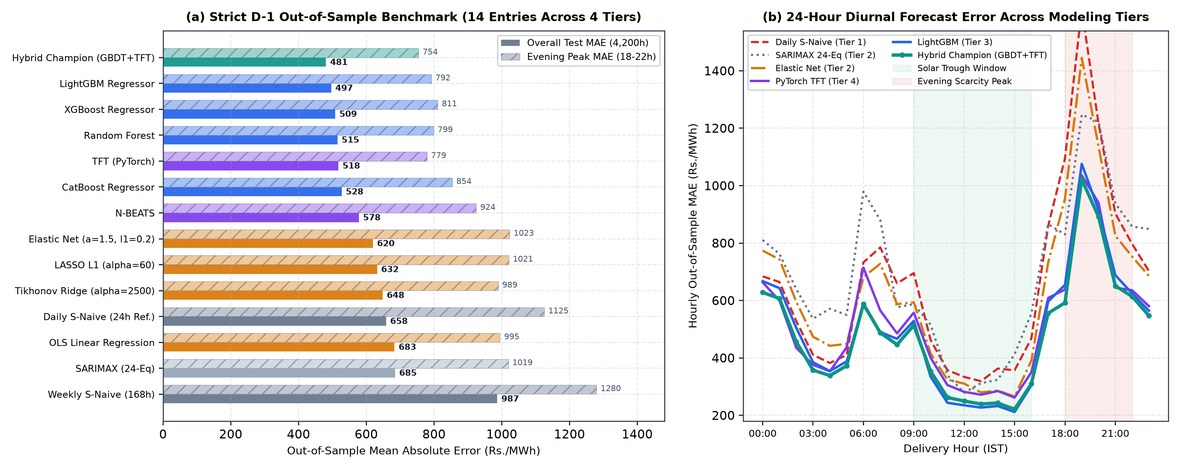 (a) Strict D-1 Out-of-Sample Benchmark (14 Entries Across 4 Tiers)
Overall Test MAE (4,200h)
Evening Peak MAE (18-22h)
Hybrid Champion (GBDT+TFT)
754
481
LightGBM Regressor
792
497
XGBoost Regressor
811
509
Random Forest
799
515
TFT (PyTorch)
779
518
CatBoost Regressor
854
528
N-BEATS
924
578
Elastic Net (a=1.5, l1=0.2)
1023
620
LASSO L1 (alpha=60)
1021
632
Tikhonov Ridge (alpha=2500)
989
648
Daily S-Naive (24h Ref.)
1125
658
OLS Linear Regression
995
683
SARIMAX (24-Eq)
1019
685
Weekly S-Naive (168h)
1280
987
0 200 400 600 800 1000 1200 1400
Out-of-Sample Mean Absolute Error (Rs./MWh)
(b) 24-Hour Diurnal Forecast Error Across Modeling Tiers
Daily S-Naive (Tier 1)
SARIMAX 24-Eq (Tier 2)
Elastic Net (Tier 2)
PyTorch TFT (Tier 4)
LightGBM (Tier 3)
Hybrid Champion (GBDT+TFT)
Solar Trough Window
Evening Scarcity Peak
Hourly Out-of-Sample MAE (Rs./MWh)
1400
1200
1000
800
600
400
200
00:00 03:00 06:00 09:00 12:00 15:00 18:00 21:00
Delivery Hour (IST)